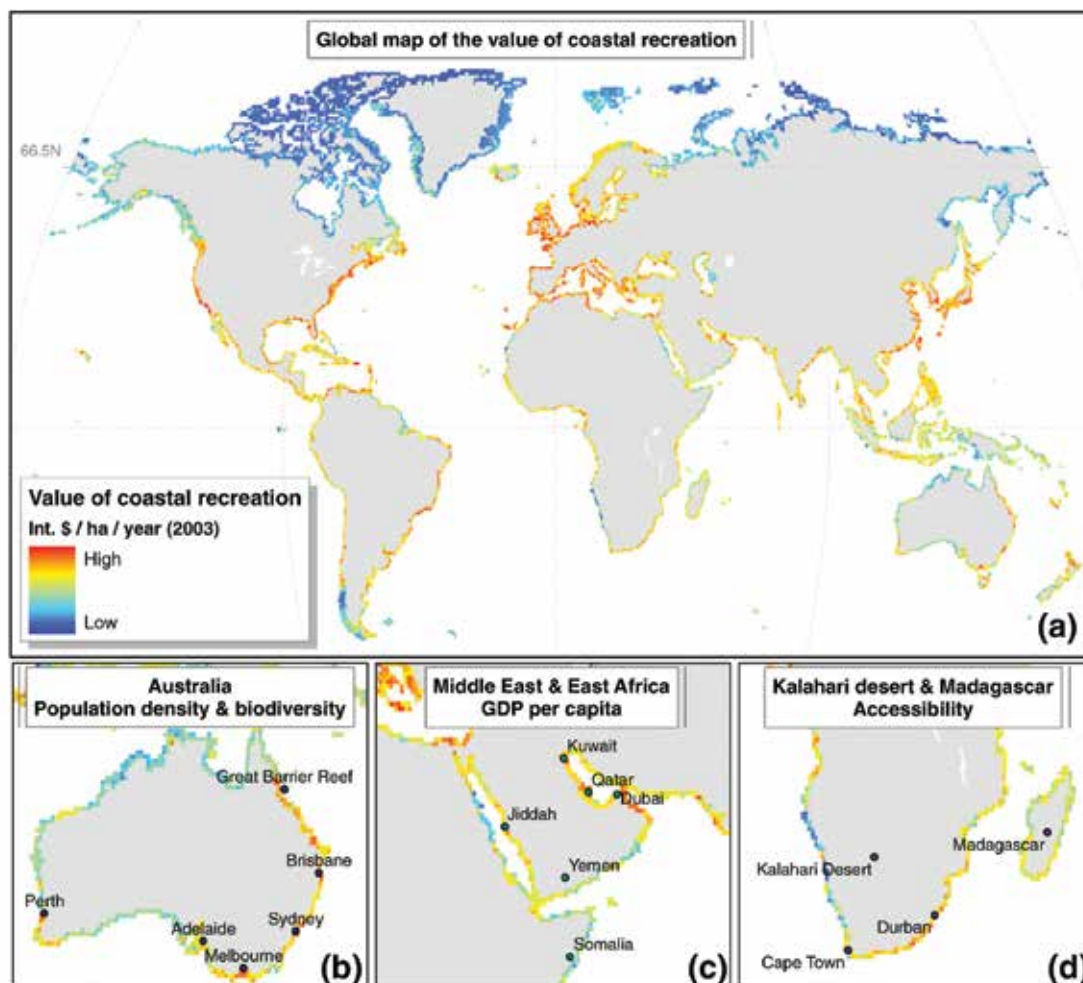 Global map of the value of coastal recreation
66.5N
Value of coastal recreation
Int. $ / ha / year (2003)
High
Low
(a)
Australia
Population density & biodiversity
Great Barrier Reef
Brisbane
Perth
Sydney
Adelaide
Melbourne
(b)
Middle East & East Africa
GDP per capita
Kuwait
Qatar
Dubai
Jiddah
Yemen
Somalia
(c)
Kalahari desert & Madagascar
Accessibility
Madagascar
Kalahari Desert
Durban
Cape Town
(d)